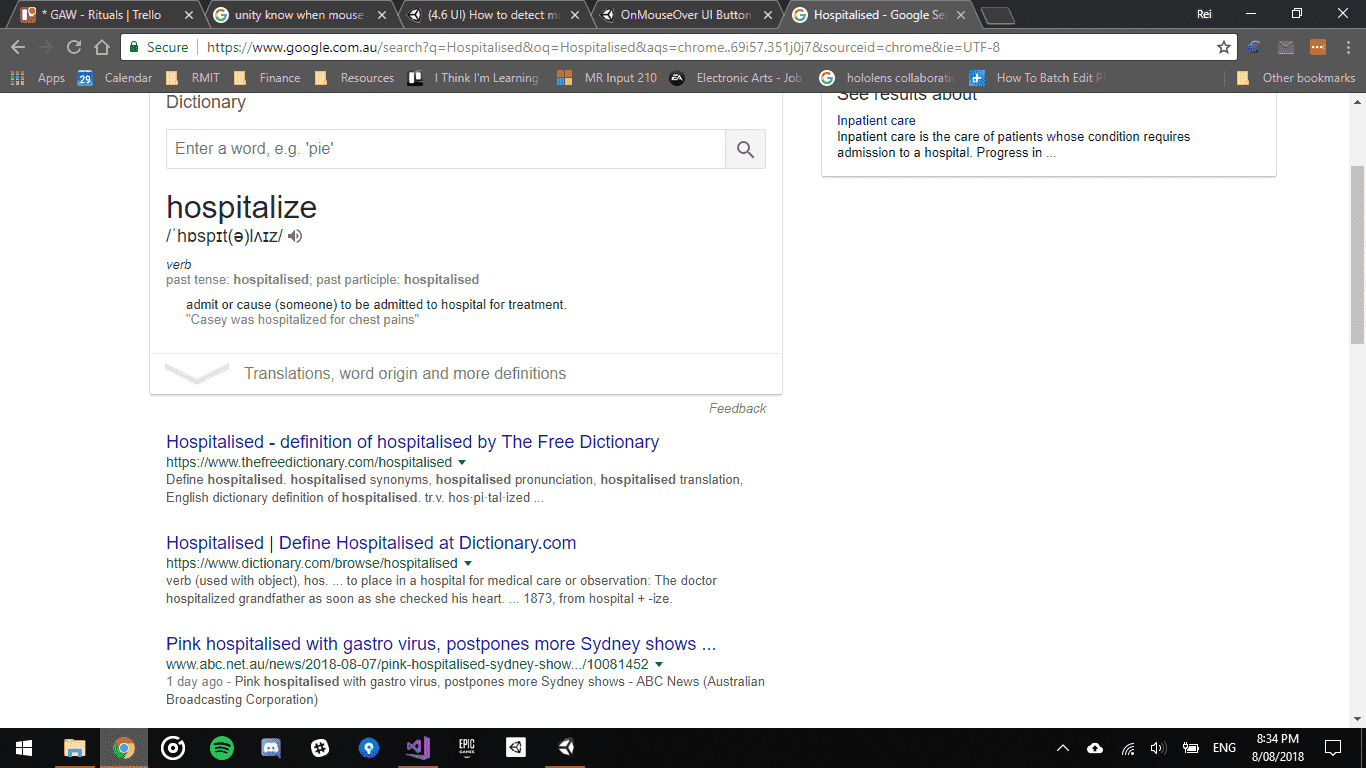 * GAW - Rituals | Trello
unity know when mouse
(4.6 UI) How to detect mo
OnMouseOver UI Button
Hospitalised - Google Se
Rei
Secure
https://www.google.com.au/search?q=Hospitalised&oq=Hospitalised&aqs=chrome..69i57.351j0j7&sourceid=chrome&ie=UTF-8
Apps
29
Calendar
RMIT
Finance
Resources
I Think I'm Learning
MR Input 210
EA
Electronic Arts - Job
hololens collaborati
How To Batch Edit P
Other bookmarks
Dictionary
Enter a word, e.g. 'pie'
hospitalize
/ˈhɒspɪt(ə)lʌɪz/
verb
past tense: hospitalised; past participle: hospitalised
admit or cause (someone) to be admitted to hospital for treatment.
"Casey was hospitalized for chest pains"
Translations, word origin and more definitions
Feedback
See results about
Inpatient care
Inpatient care is the care of patients whose condition requires
admission to a hospital. Progress in ...
Hospitalised - definition of hospitalised by The Free Dictionary
https://www.thefreedictionary.com/hospitalised
Define hospitalised. hospitalised synonyms, hospitalised pronunciation, hospitalised translation,
English dictionary definition of hospitalised. tr.v. hos·pi·tal·ized ...
Hospitalised | Define Hospitalised at Dictionary.com
https://www.dictionary.com/browse/hospitalised
verb (used with object), hos. ... to place in a hospital for medical care or observation: The doctor
hospitalized grandfather as soon as she checked his heart. ... 1873, from hospital + -ize.
Pink hospitalised with gastro virus, postpones more Sydney shows ...
www.abc.net.au/news/2018-08-07/pink-hospitalised-sydney-show.../10081452
1 day ago - Pink hospitalised with gastro virus, postpones more Sydney shows - ABC News (Australian
Broadcasting Corporation)
EPIC
GAMES
ENG
8:34 PM
8/08/2018